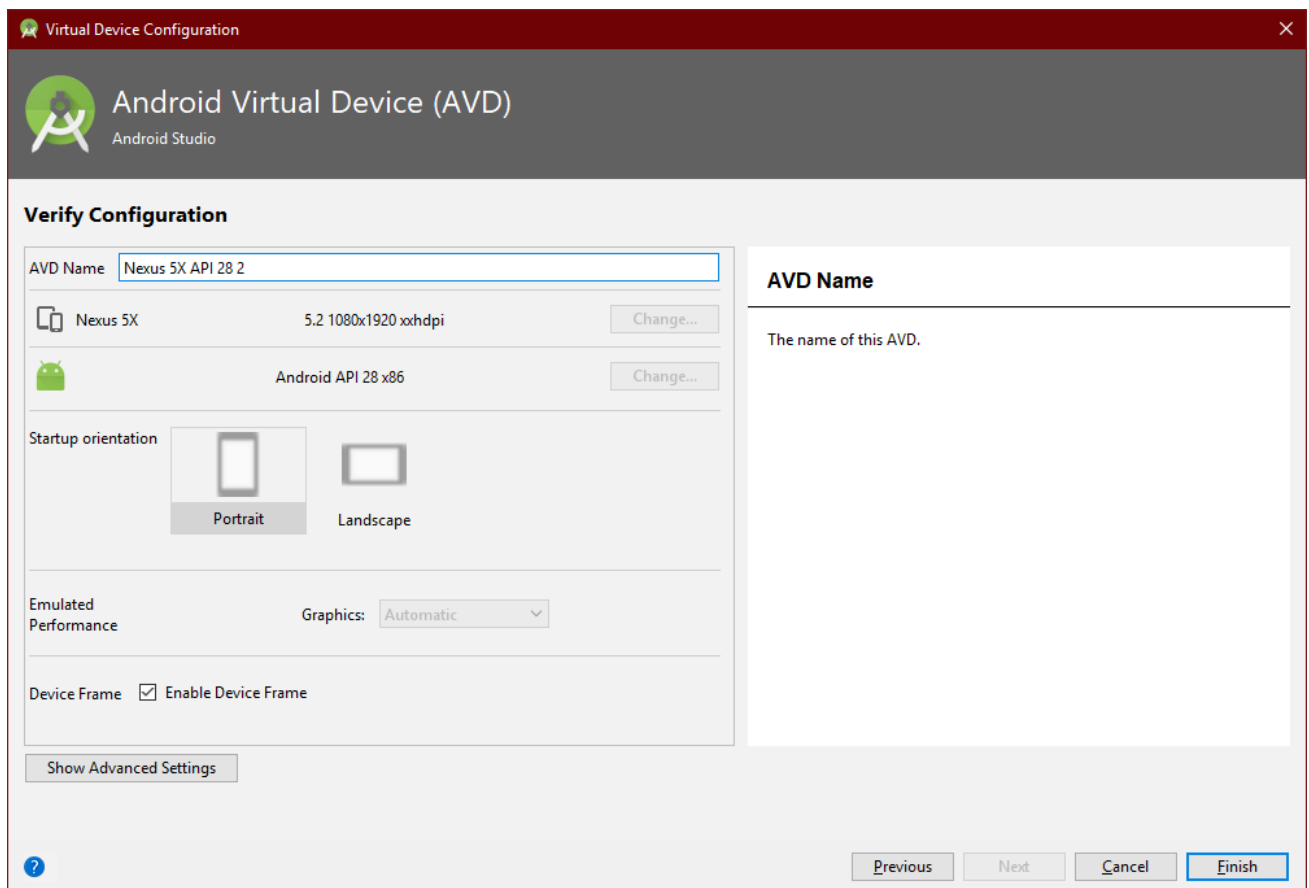 Virtual Device Configuration
Android Virtual Device (AVD)
Android Studio
Verify Configuration
AVD Name Nexus 5X API 28 2
Nexus 5X 5.2 1080x1920 xxhdpi Change...
Android API 28 x86 Change...
Startup orientation
Portrait
Landscape
Emulated
Performance
Graphics: Automatic
Device Frame Enable Device Frame
Show Advanced Settings
AVD Name
The name of this AVD.
? Previous Next Cancel Finish